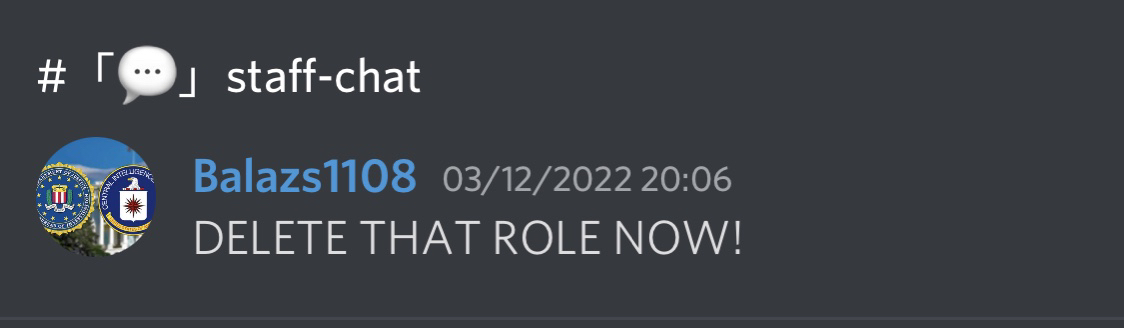 # 「💬」 staff-chat
Balazs1108 03/12/2022 20:06
DELETE THAT ROLE NOW!